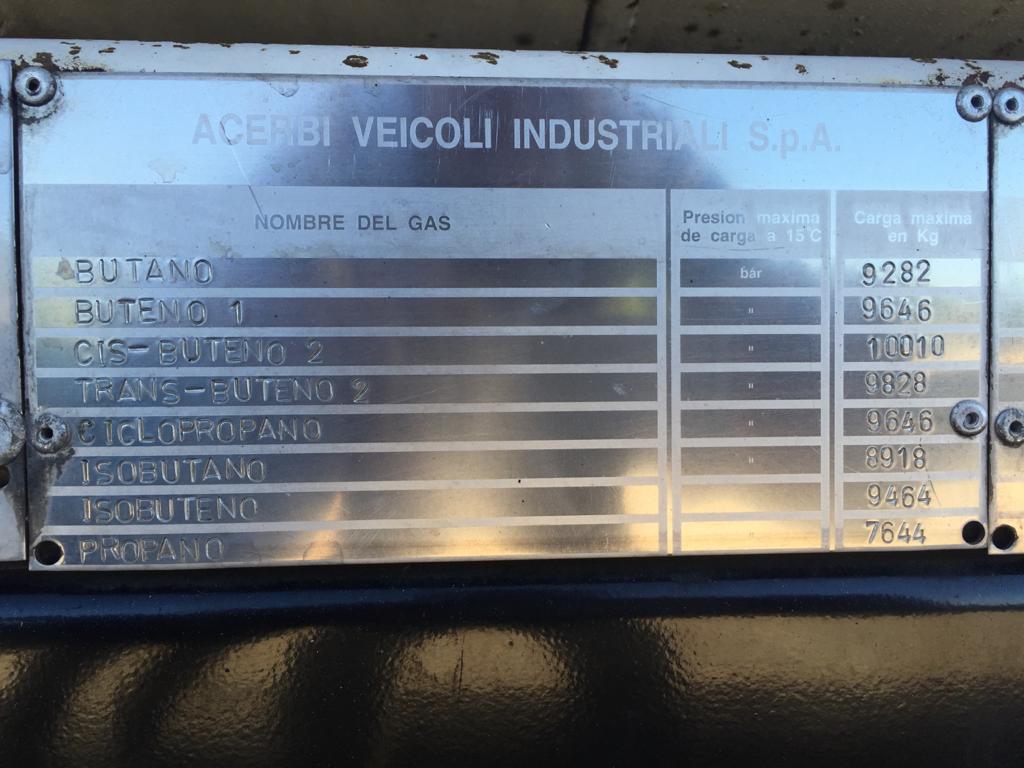 ACERBI VEICOLI INDUSTRIALI S.p.A.
NOMBRE DEL GAS Presion maxima de carga a 15°C Carga maxima en Kg
BUTANO bar 9282
BUTENO 1 " 9646
CIS-BUTENO 2 " 10010
TRANS-BUTENO 2 " 9828
CICLOPROPANO " 9646
ISOBUTANO " 8918
ISOBUTENO 9464
PROPANO 7644